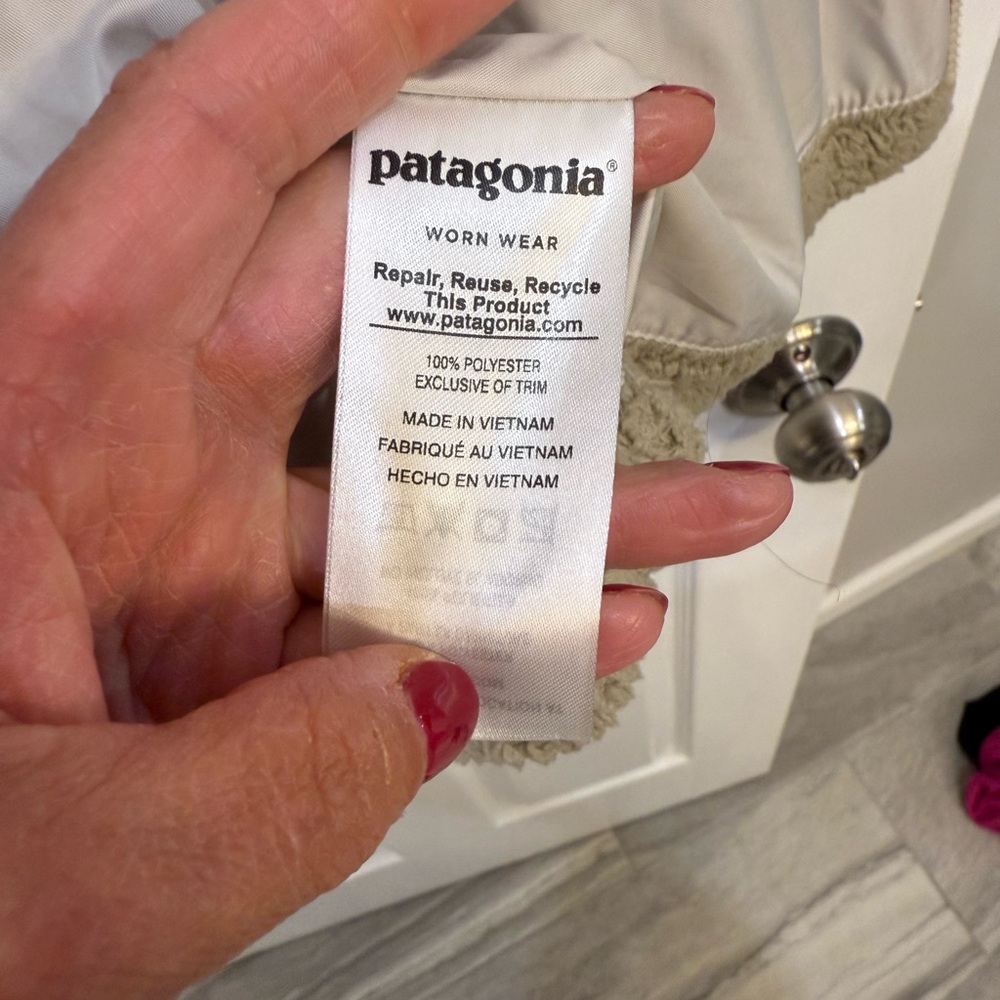 patagonia®
WORN WEAR
Repair, Reuse, Recycle
This Product
www.patagonia.com
100% POLYESTER
EXCLUSIVE OF TRIM
MADE IN VIETNAM
FABRIQUÉ AU VIETNAM
HECHO EN VIETNAM